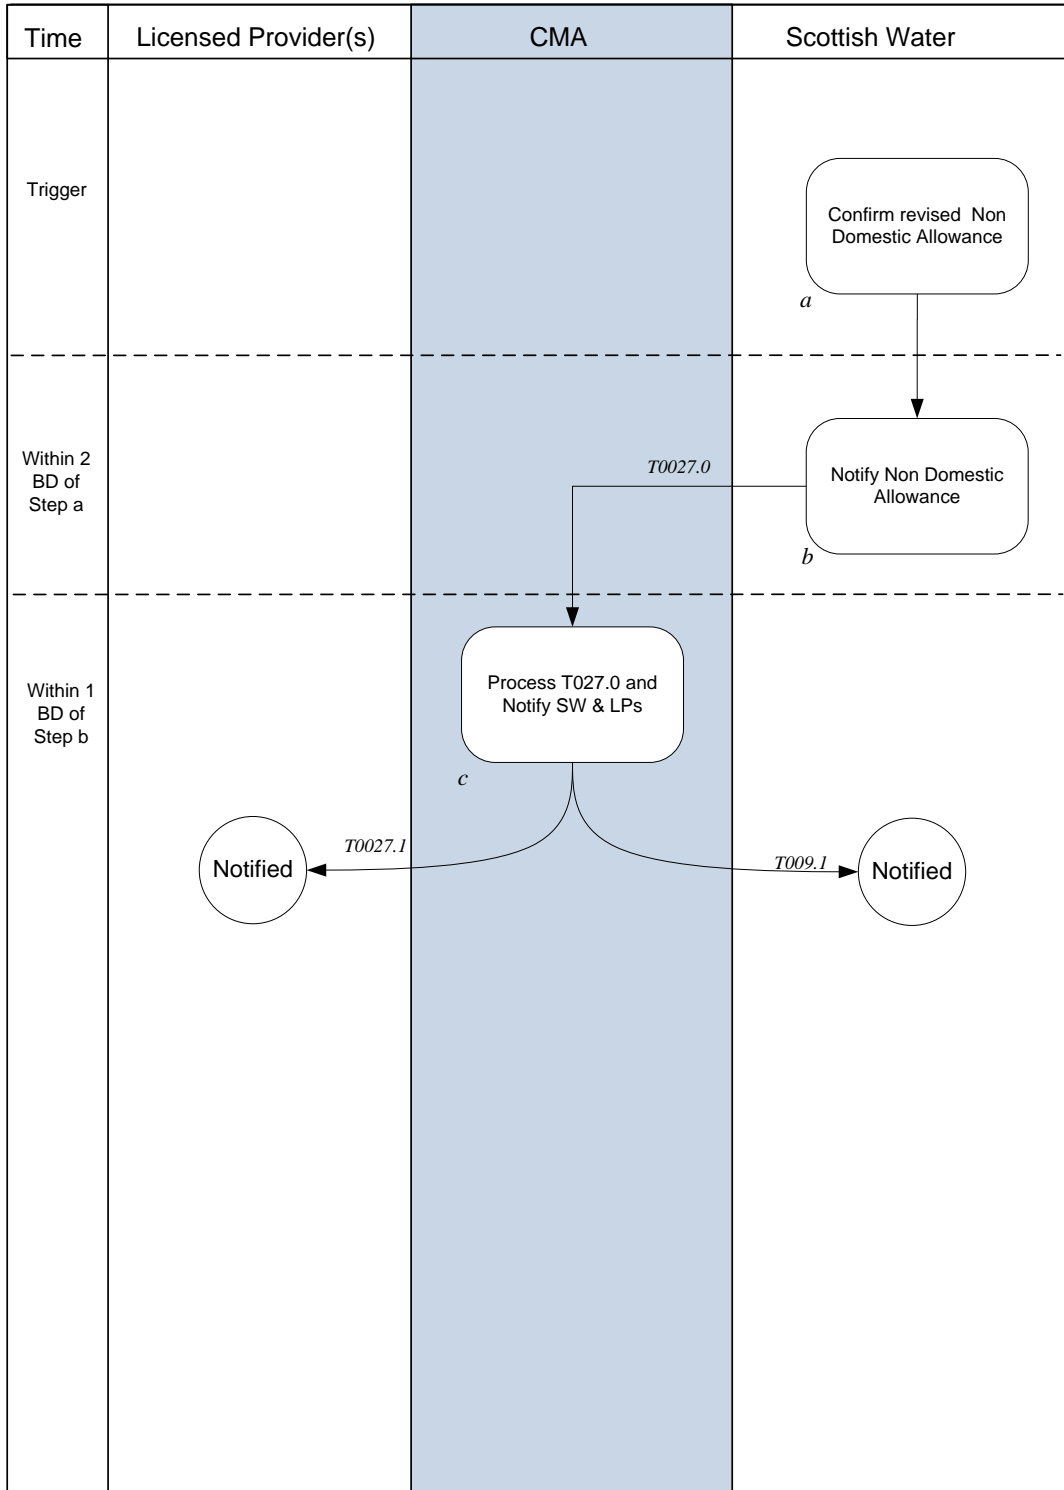 Time
Licensed Provider(s)
CMA
Scottish Water
Trigger
Confirm revised Non
Domestic Allowance
a
Within 2
BD of
Step a
T0027.0
Notify Non Domestic
Allowance
b
Within 1
BD of
Step b
Process T027.0 and
Notify SW & LPs
c
T0027.1
T009.1
Notified
Notified